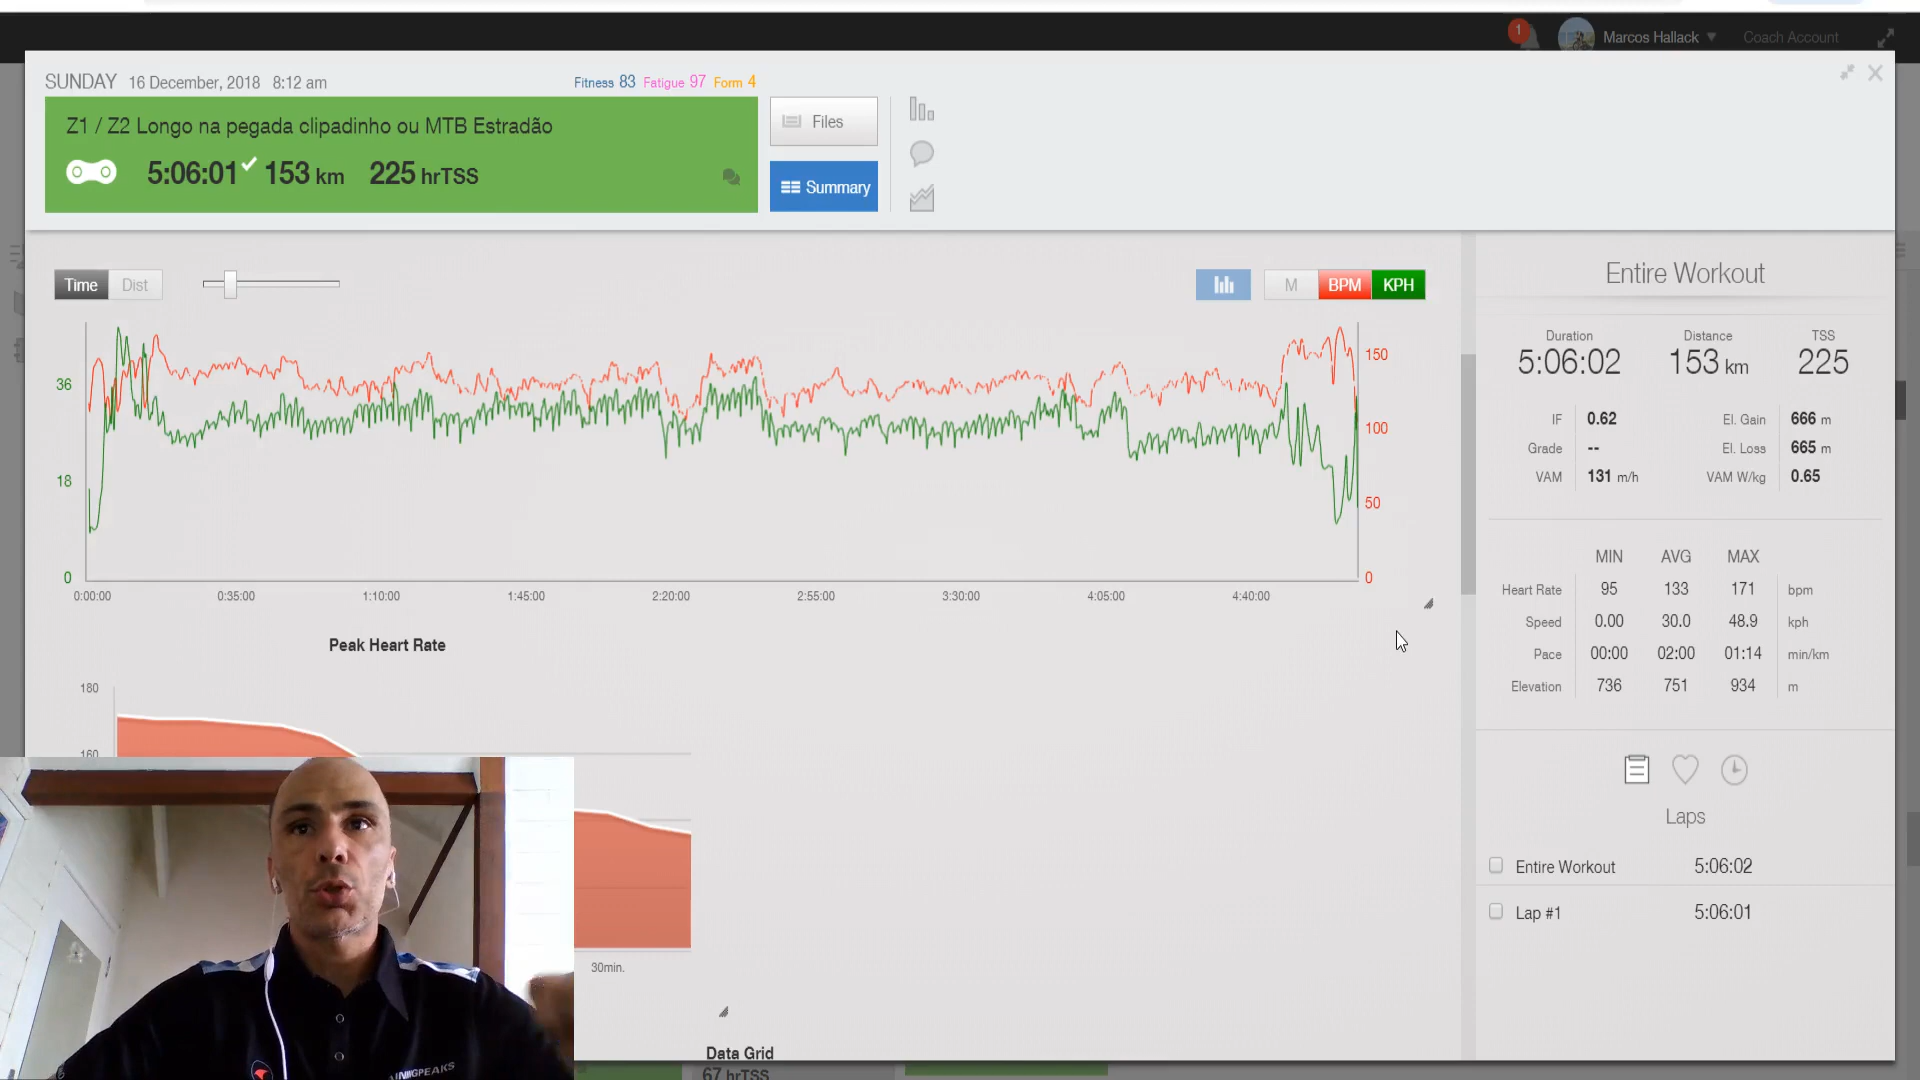 1
Marcos Hallack
Coach Account
SUNDAY 16 December, 2018 8:12 am
Fitness 83 Fatigue 97 Form 4
Z1 / Z2 Longo na pegada clipadinho ou MTB Estradão
5:06:01 153 km 225 hrTSS
Files
Summary
Time Dist
M BPM KPH
36
18
0
150
100
50
0
0:00:00 0:35:00 1:10:00 1:45:00 2:20:00 2:55:00 3:30:00 4:05:00 4:40:00
Peak Heart Rate
180
160
30min.
Data Grid
67 hrTSS
Entire Workout
Duration Distance TSS
5:06:02 153 km 225
IF 0.62 El. Gain 666 m
Grade -- El. Loss 665 m
VAM 131 m/h VAM W/kg 0.65
MIN AVG MAX
Heart Rate 95 133 171 bpm
Speed 0.00 30.0 48.9 kph
Pace 00:00 02:00 01:14 min/km
Elevation 736 751 934 m
Laps
Entire Workout 5:06:02
Lap #1 5:06:01